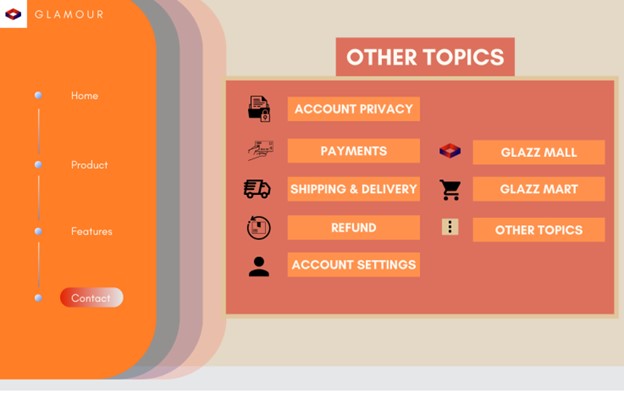 GLAMOUR
Home
Product
Features
Contact
OTHER TOPICS
ACCOUNT PRIVACY
PAYMENTS
SHIPPING & DELIVERY
REFUND
ACCOUNT SETTINGS
GLAZZ MALL
GLAZZ MART
OTHER TOPICS